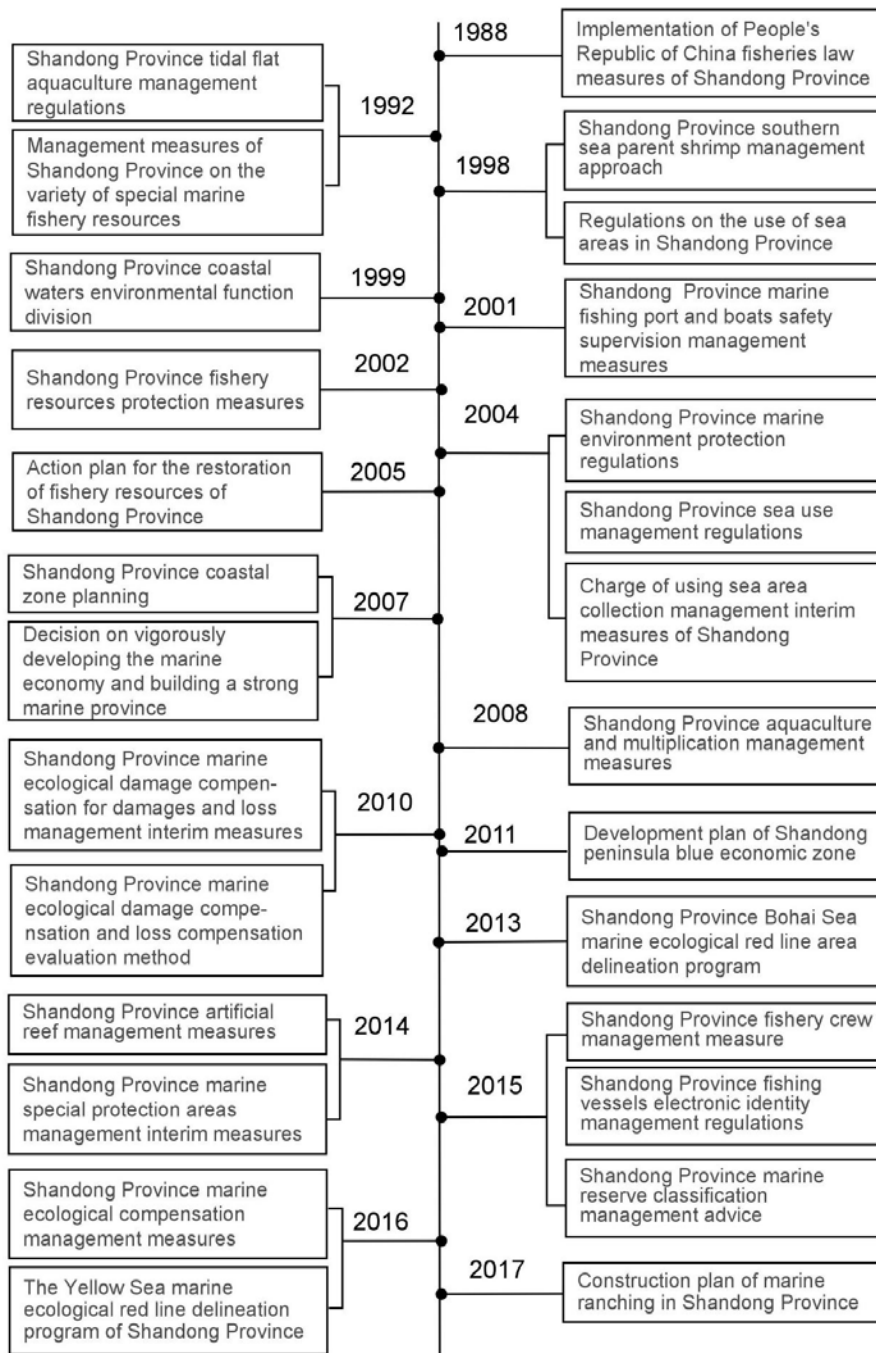 1988
Implementation of People's
Republic of China fisheries law
measures of Shandong Province
Shandong Province tidal flat
aquaculture management
regulations
1992
Management measures of
Shandong Province on the
variety of special marine
fishery resources
1998
Shandong Province southern
sea parent shrimp management
approach
Regulations on the use of sea
areas in Shandong Province
Shandong Province coastal
waters environmental function
division
1999
2001
Shandong Province marine
fishing port and boats safety
supervision management
measures
Shandong Province fishery
resources protection measures
2002
2004
Shandong Province marine
environment protection
regulations
Shandong Province sea use
management regulations
Charge of using sea area
collection management interim
measures of Shandong
Province
Action plan for the restoration
of fishery resources of
Shandong Province
2005
Shandong Province coastal
zone planning
2007
Decision on vigorously
developing the marine
economy and building a strong
marine province
2008
Shandong Province aquaculture
and multiplication management
measures
Shandong Province marine
ecological damage compen-
sation for damages and loss
management interim measures
2010
Shandong Province marine
ecological damage compe-
nsation and loss compensation
evaluation method
2011
Development plan of Shandong
peninsula blue economic zone
2013
Shandong Province Bohai Sea
marine ecological red line area
delineation program
Shandong Province artificial
reef management measures
2014
Shandong Province marine
special protection areas
management interim measures
2015
Shandong Province fishery crew
management measure
Shandong Province fishing
vessels electronic identity
management regulations
Shandong Province marine
reserve classification
management advice
Shandong Province marine
ecological compensation
management measures
2016
The Yellow Sea marine
ecological red line delineation
program of Shandong Province
2017
Construction plan of marine
ranching in Shandong Province